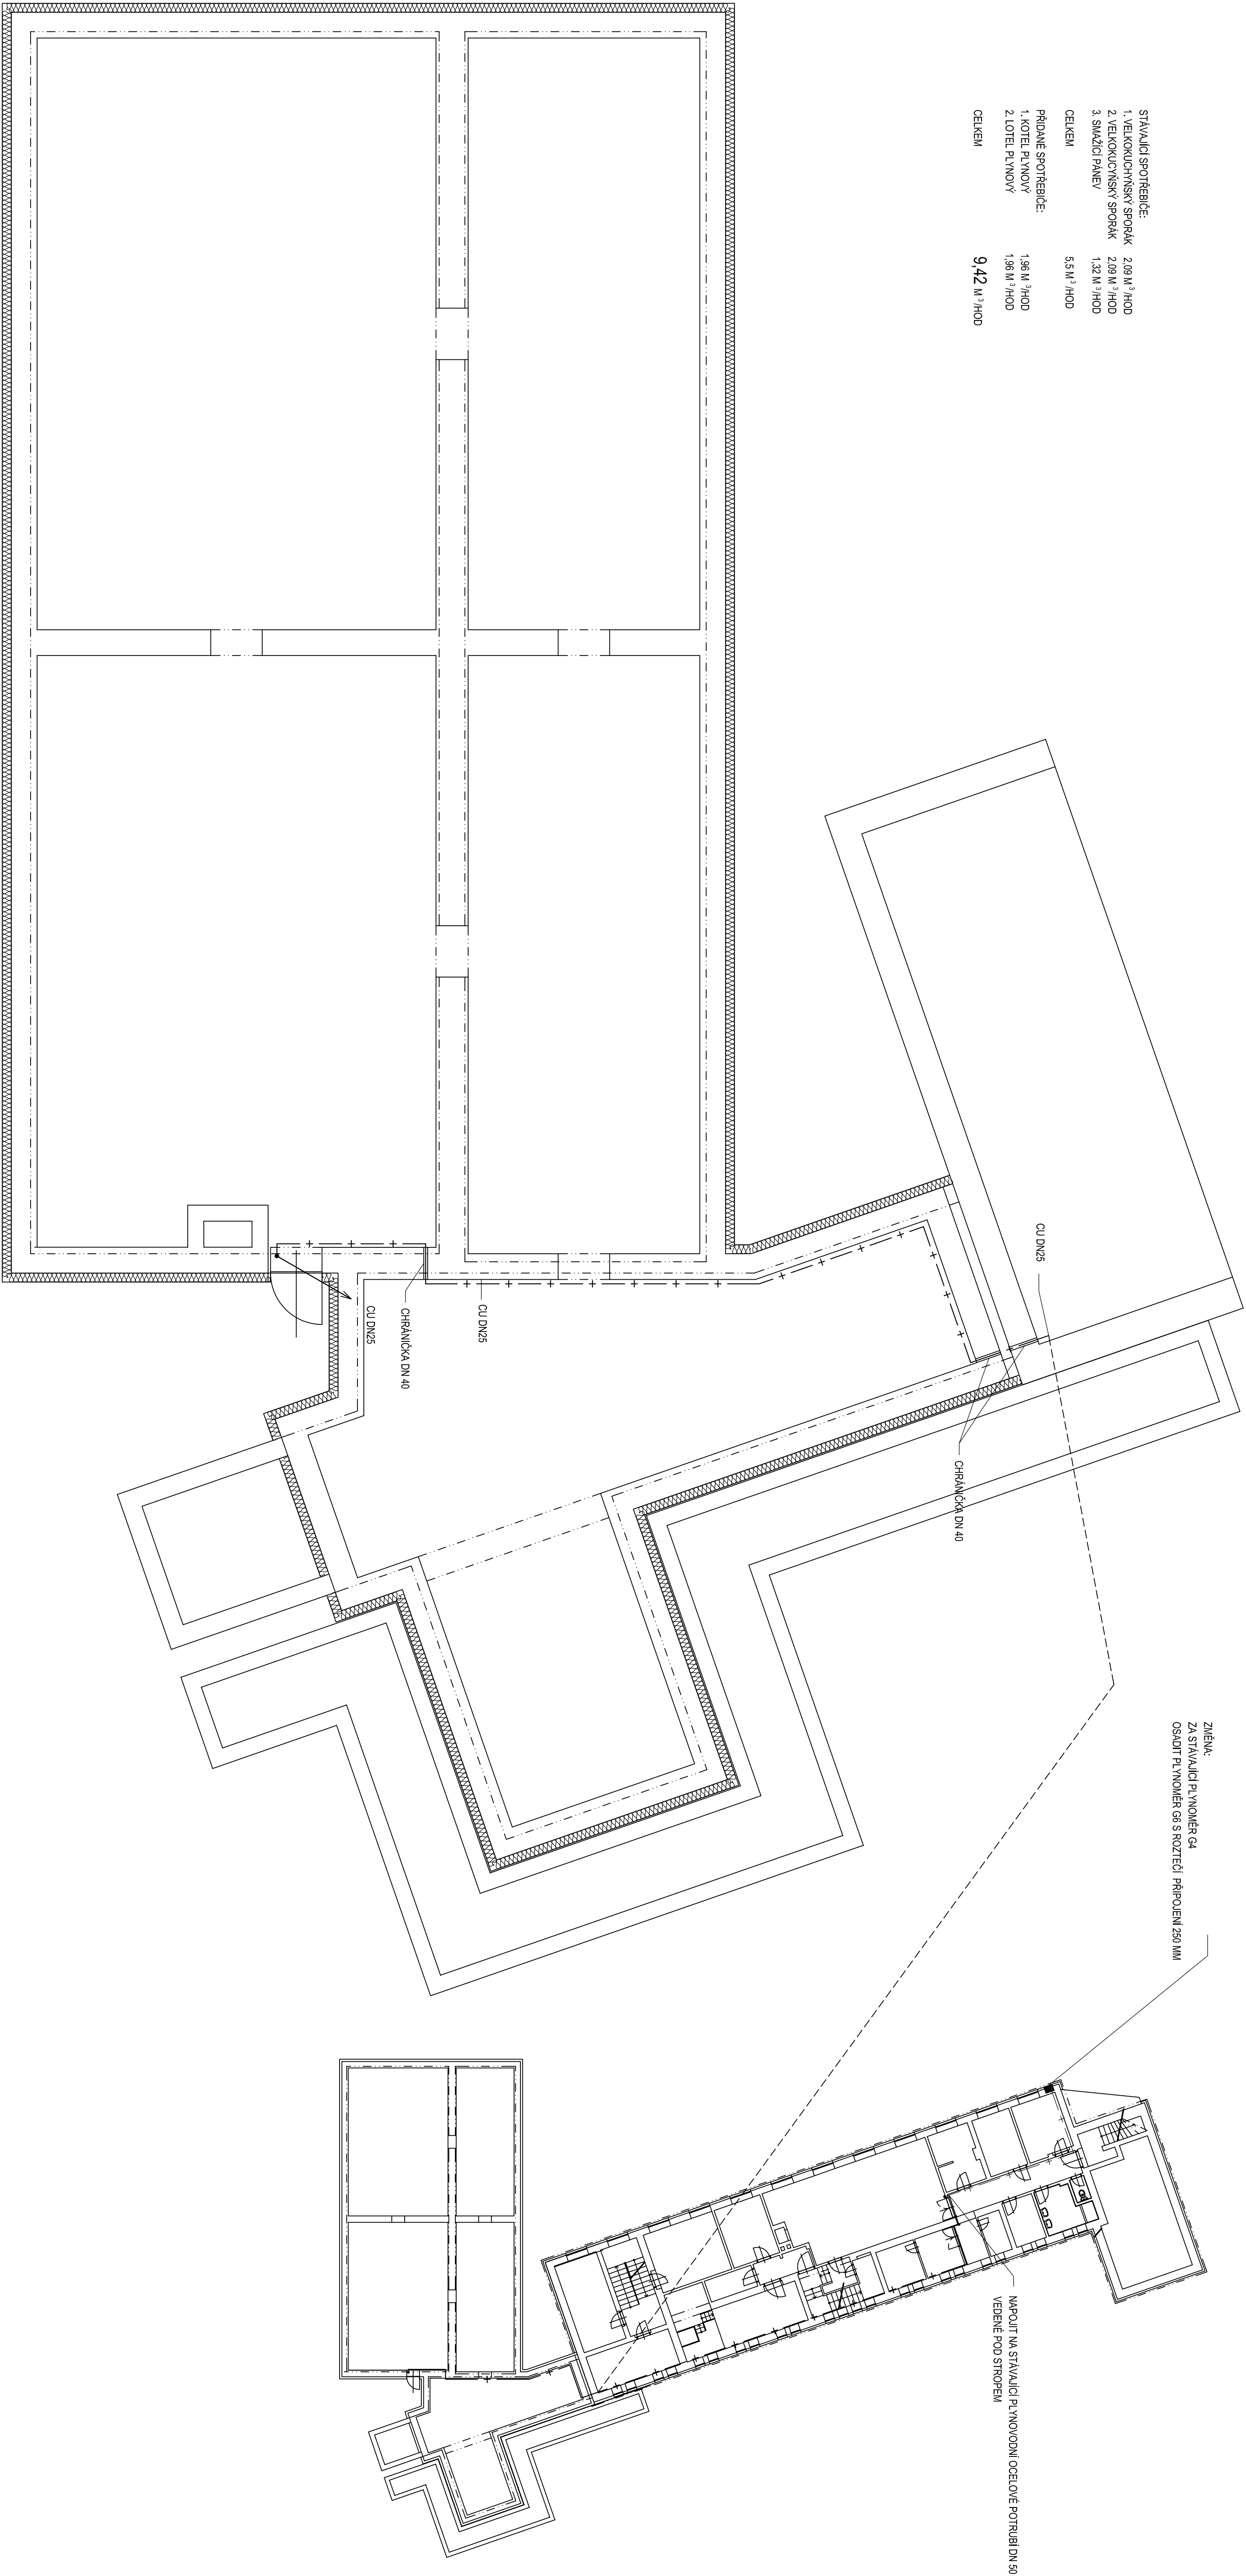 STÁVAJÍCÍ SPOTŘEBIČE:
1. VELKOKUCHYŇSKÝ SPORÁK 2,09 M³/HOD
2. VELKOKUCYŇSKÝ SPORÁK 2,09 M³/HOD
3. SMAŽÍCÍ PÁNEV 1,32 M³/HOD
CELKEM 5,5 M³/HOD
PŘIDANÉ SPOTŘEBIČE:
1. KOTEL PLYNOVÝ 1,96 M³/HOD
2. LOTEL PLYNOVÝ 1,96 M³/HOD
CELKEM 9,42 M³/HOD
CU DN25
CHRÁNIČKA DN 40
CU DN25
CHRÁNIČKA DN 40
CU DN25
ZMĚNA:
ZA STÁVAJÍCÍ PLYNOMĚR G4
OSADIT PLYNOMĚR G6 S ROZTEČÍ PŘIPOJENÍ 250 MM
NAPOJIT NA STÁVAJÍCÍ PLYNOVODNÍ OCELOVÉ POTRUBÍ DN 50
VEDENÉ POD STROPEM